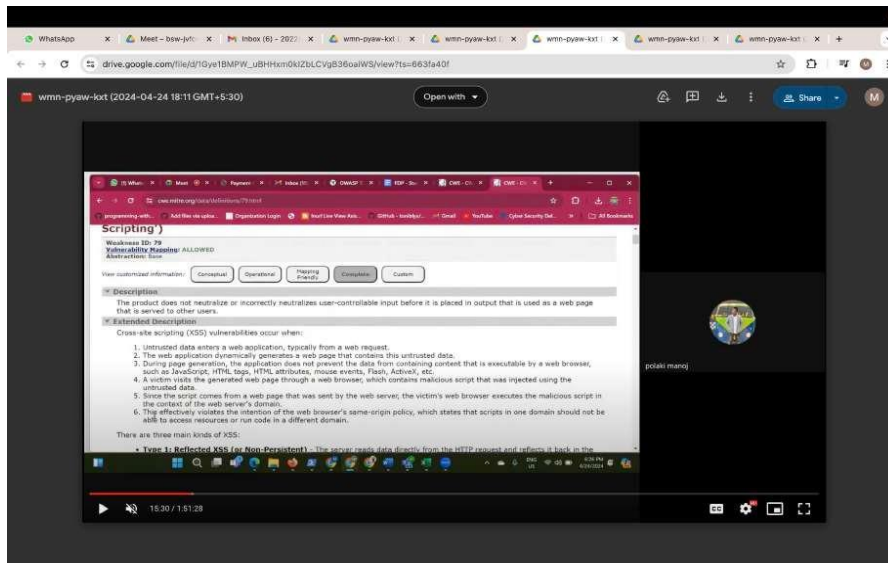 WhatsApp
Meet – bsw-jvfc-
Inbox (6) – 2022
wmn-pyaw-kxt
wmn-pyaw-kxt
wmn-pyaw-kxt
wmn-pyaw-kxt
wmn-pyaw-kxt
wmn-pyaw-kxt (2024-04-24 18:11 GMT+5:30)
Open with
Share
M
cwe.mitre.org/data/definitions/79.html
Scripting')
Weakness ID: 79
Vulnerability Mapping: ALLOWED
Abstraction: Base
View customized information:
Conceptual
Operational
Mapping Friendly
Complete
Custom
Description
The product does not neutralize or incorrectly neutralizes user-controllable input before it is placed in output that is used as a web page
that is served to other users.
Extended Description
Cross-site scripting (XSS) vulnerabilities occur when:
1. Untrusted data enters a web application, typically from a web request.
2. The web application dynamically generates a web page that contains this untrusted data.
3. During page generation, the application does not prevent the data from containing content that is executable by a web browser,
such as JavaScript, HTML tags, HTML attributes, mouse events, Flash, ActiveX, etc.
4. A victim visits the generated web page through a web browser, which contains malicious script that was injected using the
untrusted data.
5. Since the script comes from a web page that was sent by the web server, the victim's web browser executes the malicious script in
the context of the web server's domain.
6. This effectively violates the intention of the web browser's same-origin policy, which states that scripts in one domain should not be
able to access resources or run code in a different domain.
There are three main kinds of XSS:
• Type 1: Reflected XSS (or Non-Persistent) - The server reads data directly from the HTTP request and reflects it back in the
polaki manoj
15:30 / 1:51:28